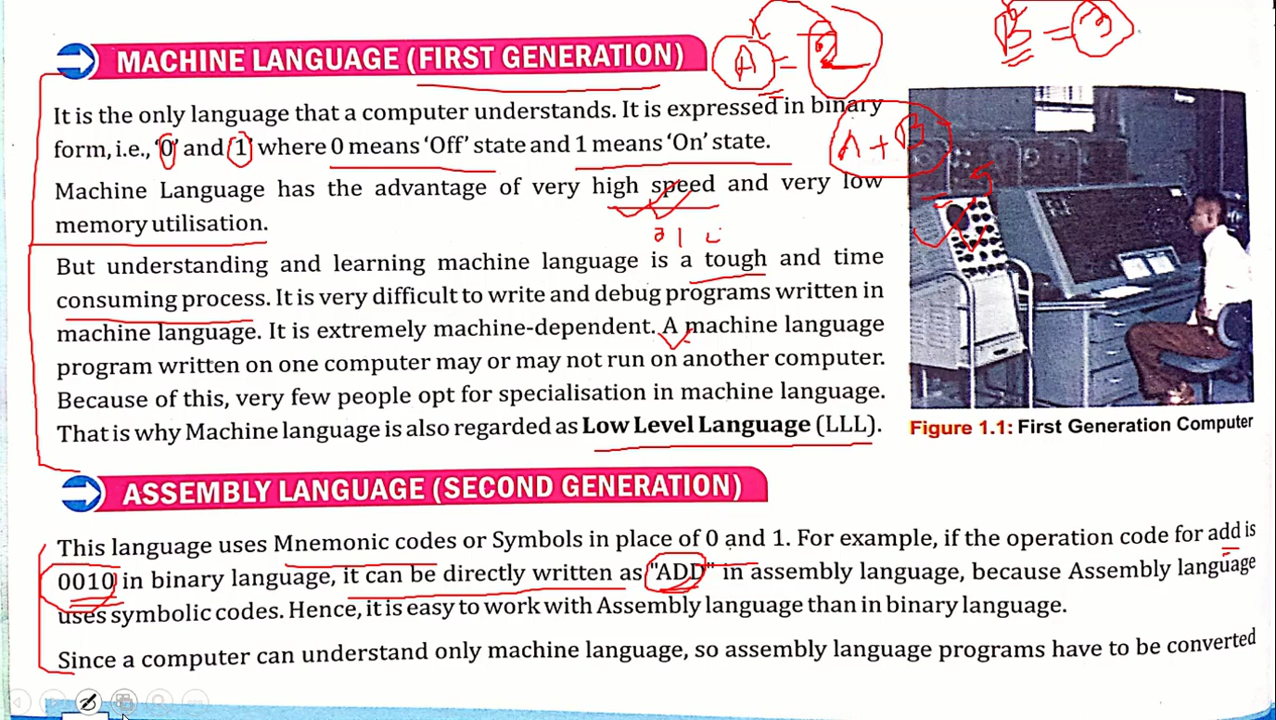 A = 2
B = 3
MACHINE LANGUAGE (FIRST GENERATION)
It is the only language that a computer understands. It is expressed in binary
form, i.e., '0' and '1' where 0 means 'Off' state and 1 means 'On' state.
A + B
Machine Language has the advantage of very high speed and very low
memory utilisation.
But understanding and learning machine language is a tough and time
consuming process. It is very difficult to write and debug programs written in
machine language. It is extremely machine-dependent. A machine language
program written on one computer may or may not run on another computer.
Because of this, very few people opt for specialisation in machine language.
That is why Machine language is also regarded as Low Level Language (LLL).
Figure 1.1: First Generation Computer
ASSEMBLY LANGUAGE (SECOND GENERATION)
This language uses Mnemonic codes or Symbols in place of 0 and 1. For example, if the operation code for add is
0010 in binary language, it can be directly written as "ADD" in assembly language, because Assembly language
uses symbolic codes. Hence, it is easy to work with Assembly language than in binary language.
Since a computer can understand only machine language, so assembly language programs have to be converted